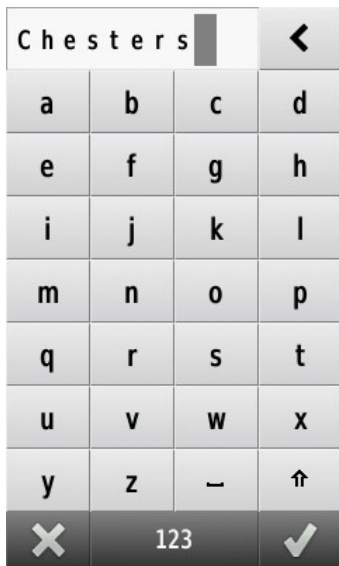 Chesters
a b c d
e f g h
i j k l
m n o p
q r s t
u v w x
y z
123